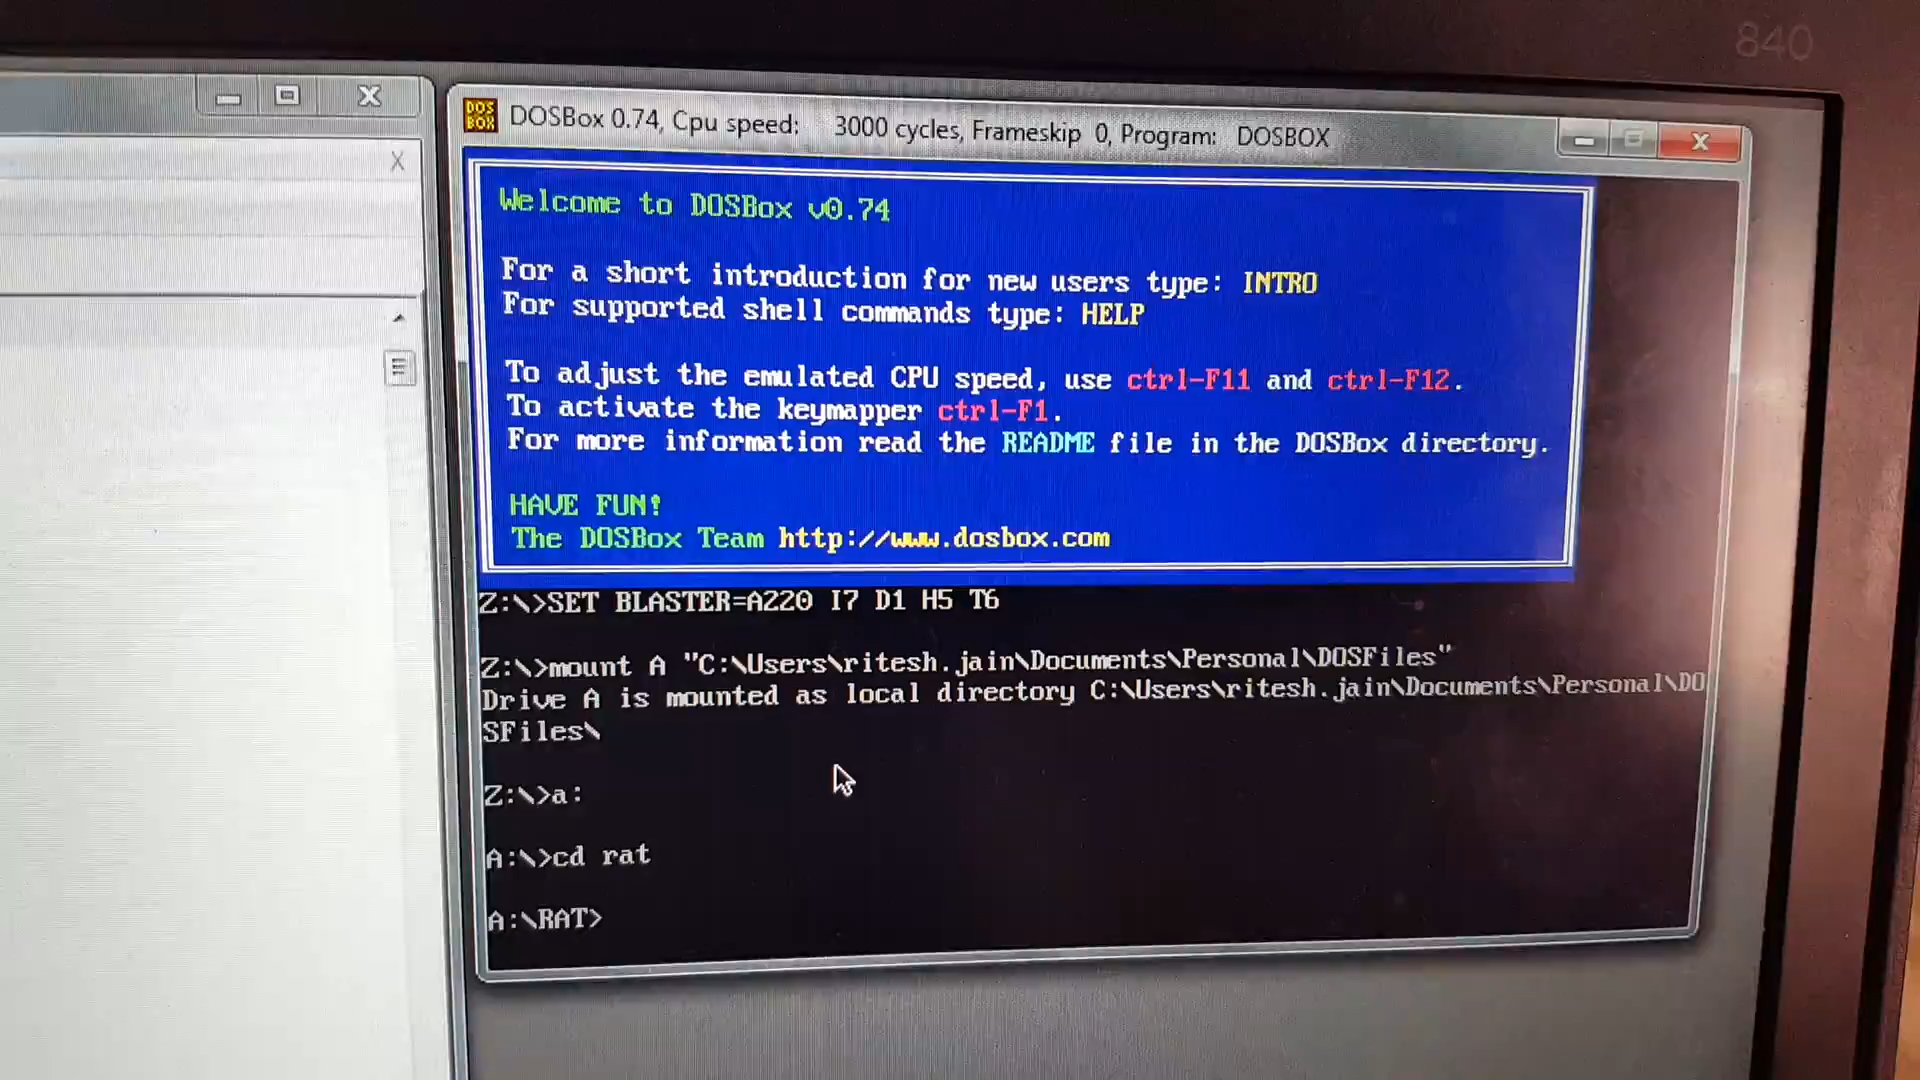 840
DOS
BOX
DOSBox 0.74, Cpu speed: 3000 cycles, Frameskip 0, Program: DOSBOX
Welcome to DOSBox v0.74
For a short introduction for new users type: INTRO
For supported shell commands type: HELP
To adjust the emulated CPU speed, use ctrl-F11 and ctrl-F12.
To activate the keymapper ctrl-F1.
For more information read the README file in the DOSBox directory.
HAVE FUN!
The DOSBox Team http://www.dosbox.com
Z:\>SET BLASTER=A220 I7 D1 H5 T6
Z:\>mount A "C:\Users\ritesh.jain\Documents\Personal\DOSFiles"
Drive A is mounted as local directory C:\Users\ritesh.jain\Documents\Personal\DO
SFiles\
Z:\>a:
A:\>cd rat
A:\RAT>